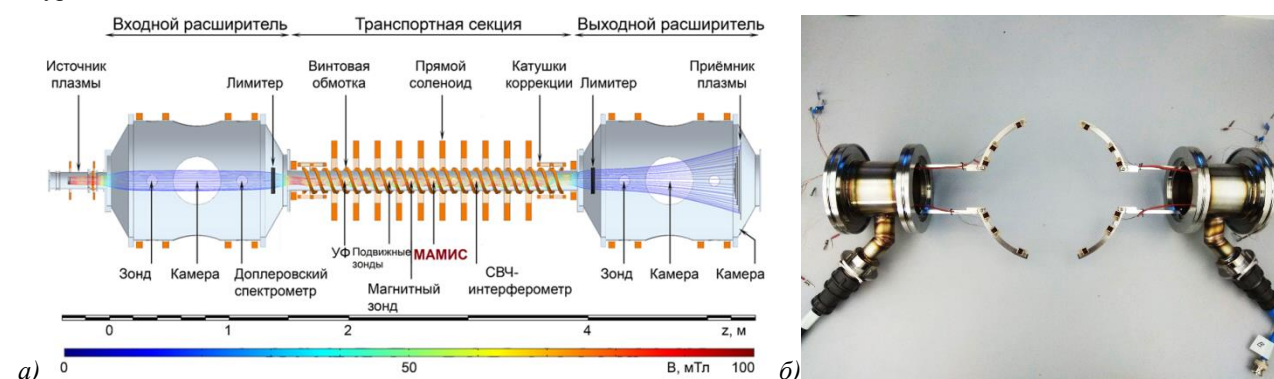 Входной расширитель Транспортная секция Выходной расширитель
Источник плазмы
Лимитер
Винтовая обмотка
Прямой соленоид
Катушки коррекции
Лимитер
Приёмник плазмы
Зонд
Камера
Доплеровский спектрометр
УФ
Подвижные зонды
Магнитный зонд
МАМИС
СВЧ-интерферометр
Зонд
Камера
Камера
0 1 2 4 z, м
а) 0 50 B, мТл 100
б)